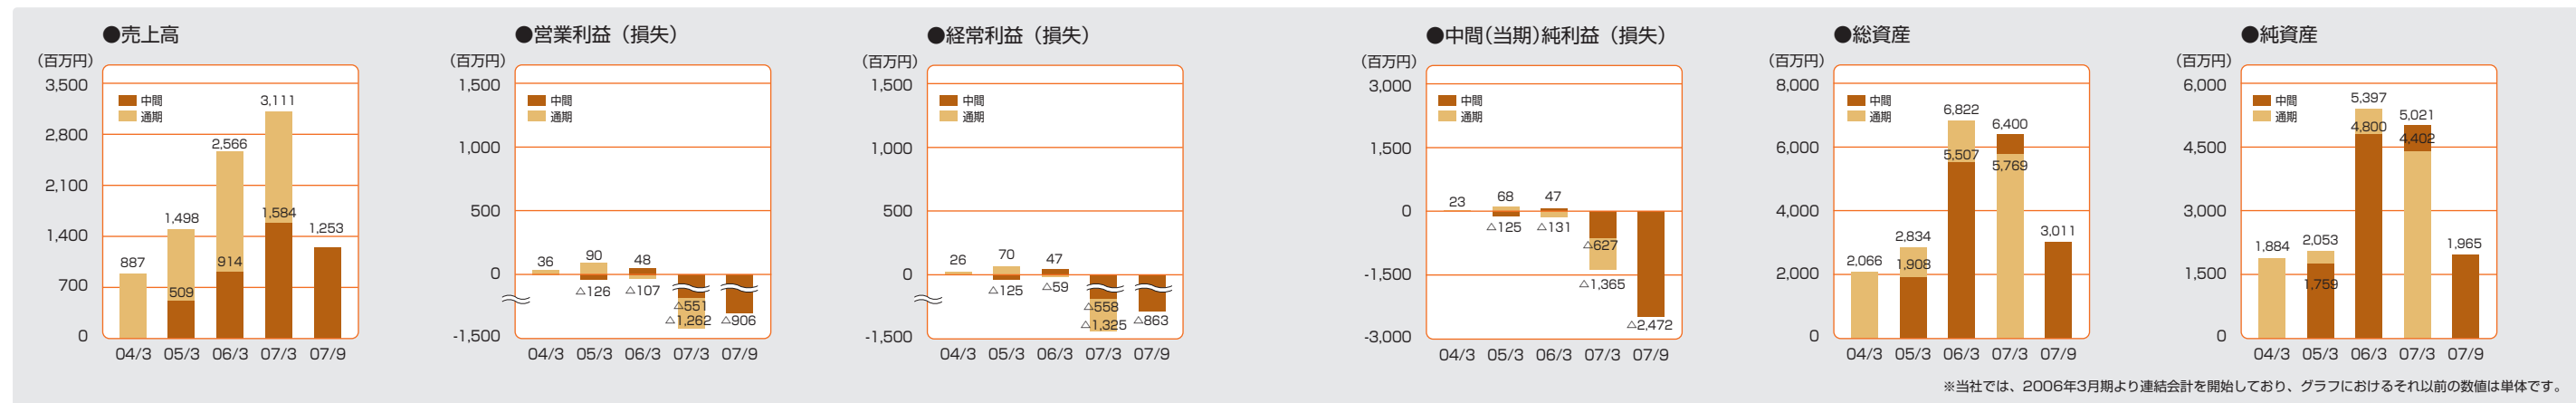 ●売上高
(百万円)
3,500
2,800
2,100
1,400
700
0
中間
通期
887
1,498
509
2,566
914
3,111
1,584
1,253
04/3 05/3 06/3 07/3 07/9
●営業利益（損失）
(百万円)
1,500
1,000
500
0
-1,500
中間
通期
36
90
△126
48
△107
△551
△1,262
△906
04/3 05/3 06/3 07/3 07/9
●経常利益（損失）
(百万円)
1,500
1,000
500
0
-1,500
中間
通期
26
70
△125
47
△59
△558
△1,325
△863
04/3 05/3 06/3 07/3 07/9
●中間(当期)純利益（損失）
(百万円)
3,000
1,500
0
-1,500
-3,000
中間
通期
23
68
△125
47
△131
△627
△1,365
△2,472
04/3 05/3 06/3 07/3 07/9
●総資産
(百万円)
8,000
6,000
4,000
2,000
0
中間
通期
2,066
2,834
1,908
6,822
5,507
6,400
5,769
3,011
04/3 05/3 06/3 07/3 07/9
●純資産
(百万円)
6,000
4,500
3,000
1,500
0
中間
通期
1,884
2,053
1,759
5,397
4,800
5,021
4,402
1,965
04/3 05/3 06/3 07/3 07/9
※当社では、2006年3月期より連結会計を開始しており、グラフにおけるそれ以前の数値は単体です。